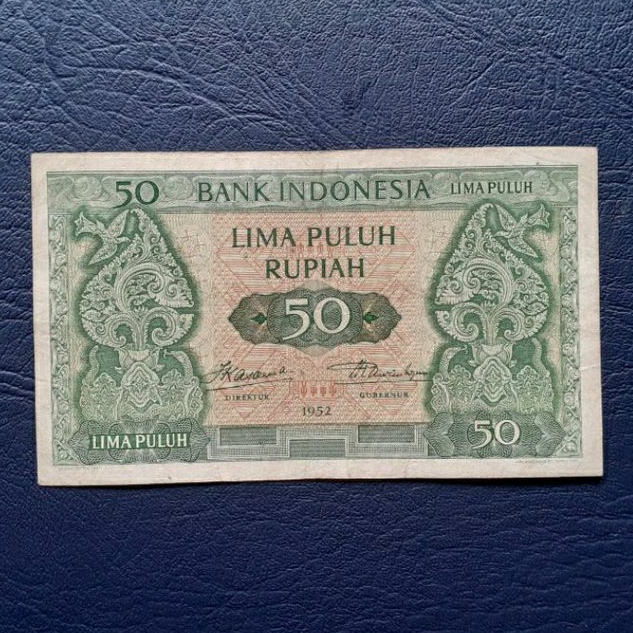 50 BANK INDONESIA LIMA PULUH
LIMA PULUH
RUPIAH
50
DIREKTUR GUBERNUR
1952
LIMA PULUH 50